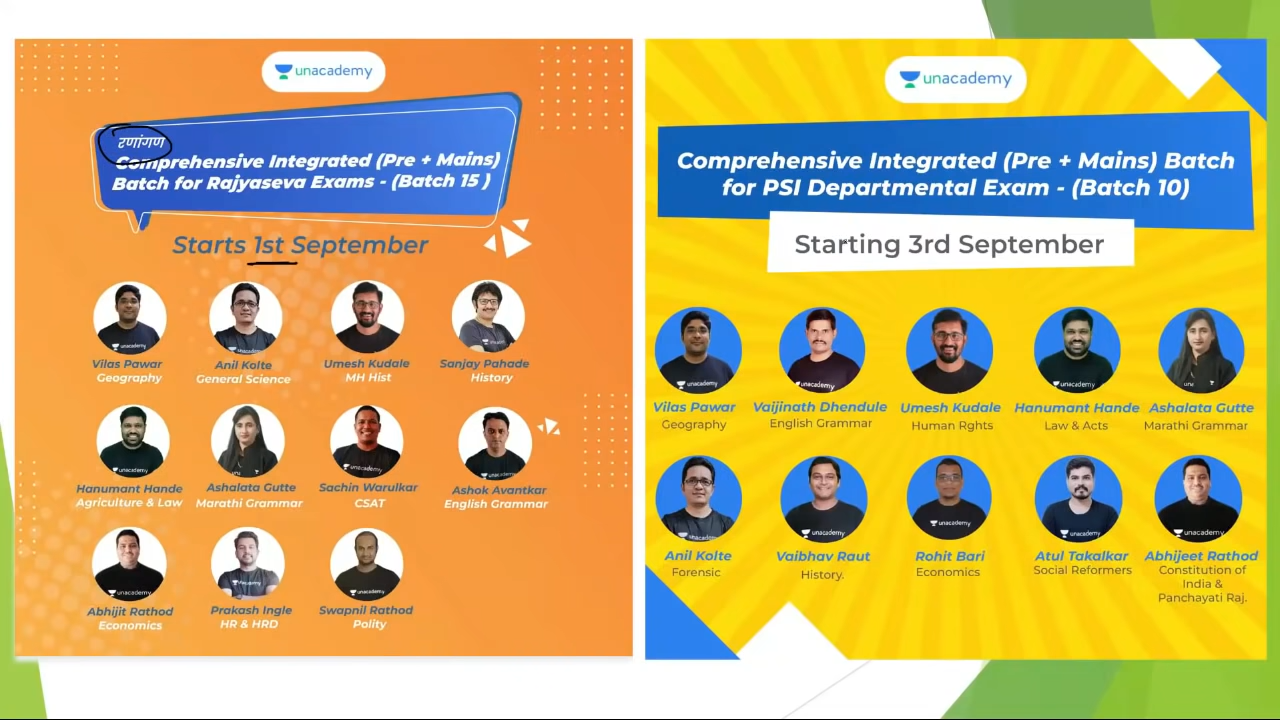 unacademy
रणांगण
Comprehensive Integrated (Pre + Mains)
Batch for Rajyaseva Exams - (Batch 15 )
Starts 1st September
Vilas Pawar
Geography
Anil Kolte
General Science
Umesh Kudale
MH Hist
Sanjay Pahade
History
Hanumant Hande
Agriculture & Law
Ashalata Gutte
Marathi Grammar
Sachin Warulkar
CSAT
Ashok Avantkar
English Grammar
Abhijit Rathod
Economics
Prakash Ingle
HR & HRD
Swapnil Rathod
Polity
unacademy
Comprehensive Integrated (Pre + Mains) Batch
for PSI Departmental Exam - (Batch 10)
Starting 3rd September
Vilas Pawar
Geography
Vaijinath Dhendule
English Grammar
Umesh Kudale
Human Rghts
Hanumant Hande
Law & Acts
Ashalata Gutte
Marathi Grammar
Anil Kolte
Forensic
Vaibhav Raut
History.
Rohit Bari
Economics
Atul Takalkar
Social Reformers
Abhijeet Rathod
Constitution of
India &
Panchayati Raj.